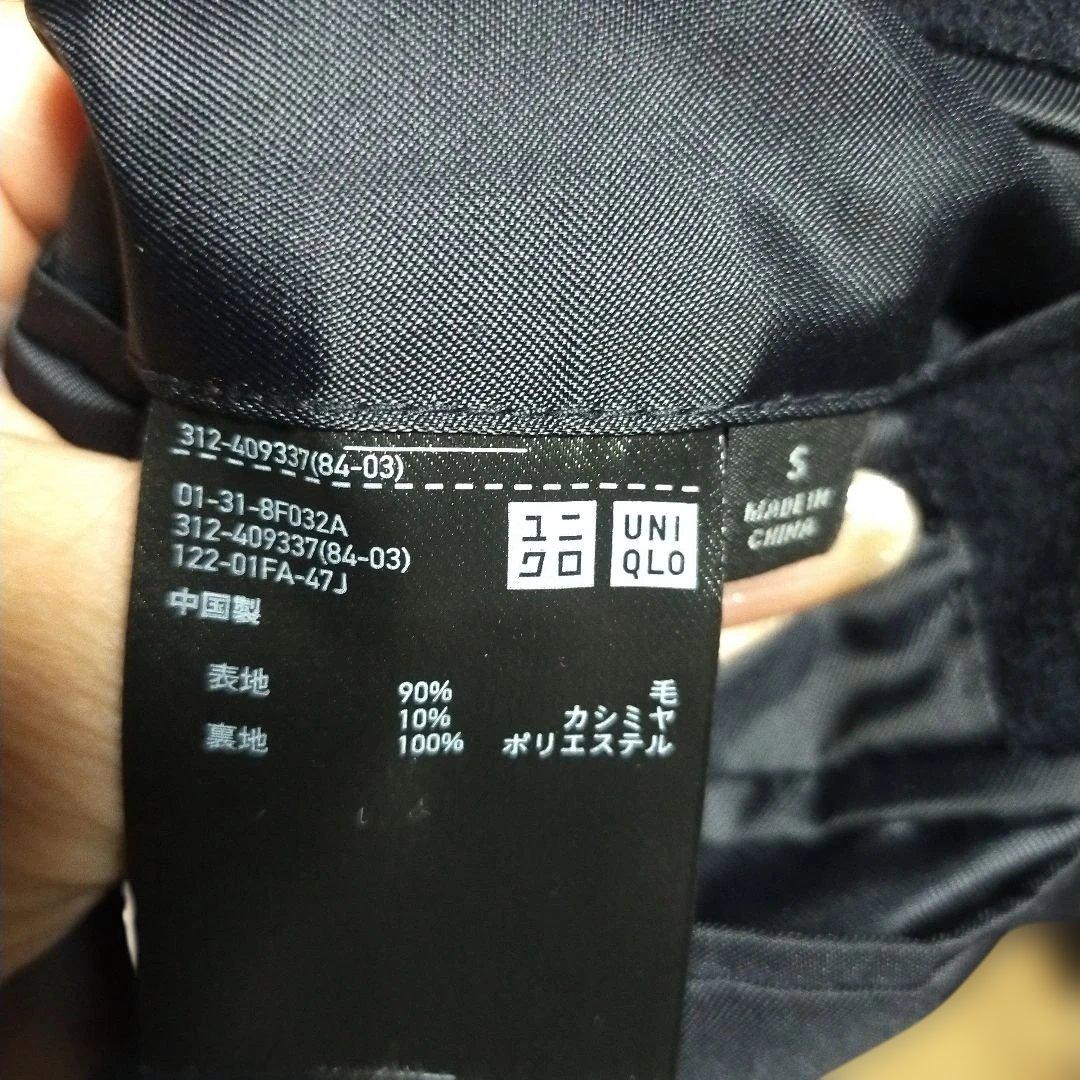 312-409337(84-03)
01-31-8F032A
312-409337(84-03)
122-01FA-47J
中国製
ユニ
クロ
UNI
QLO
S
MADE IN
CHINA
表地 90% 毛
10% カシミヤ
裏地 100% ポリエステル